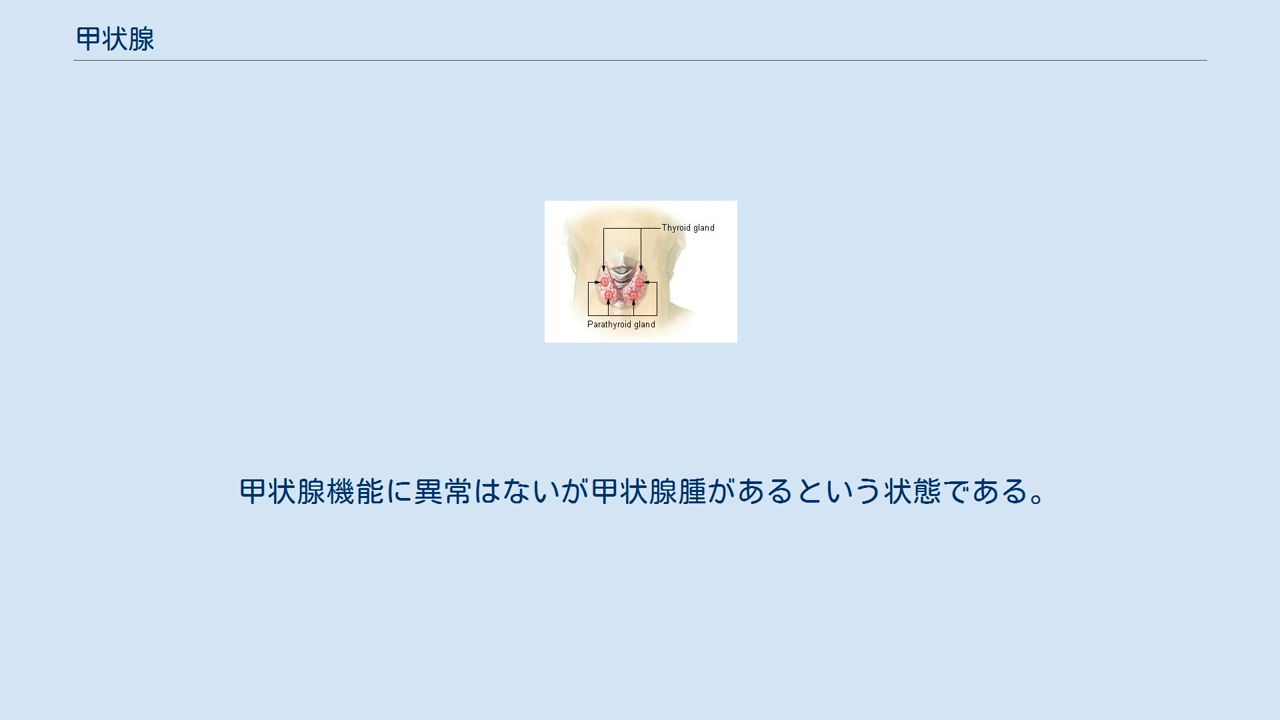 甲状腺
Thyroid gland
Parathyroid gland
甲状腺機能に異常はないが甲状腺腫があるという状態である。